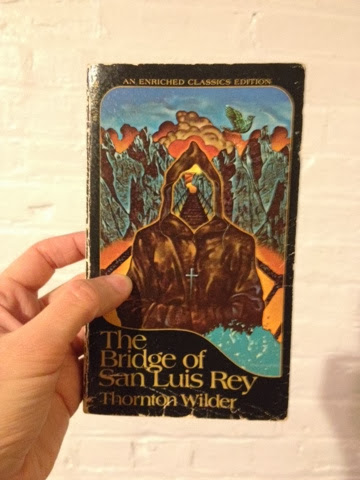 AN ENRICHED CLASSICS EDITION
The
Bridge of
San Luis Rey
Thornton Wilder